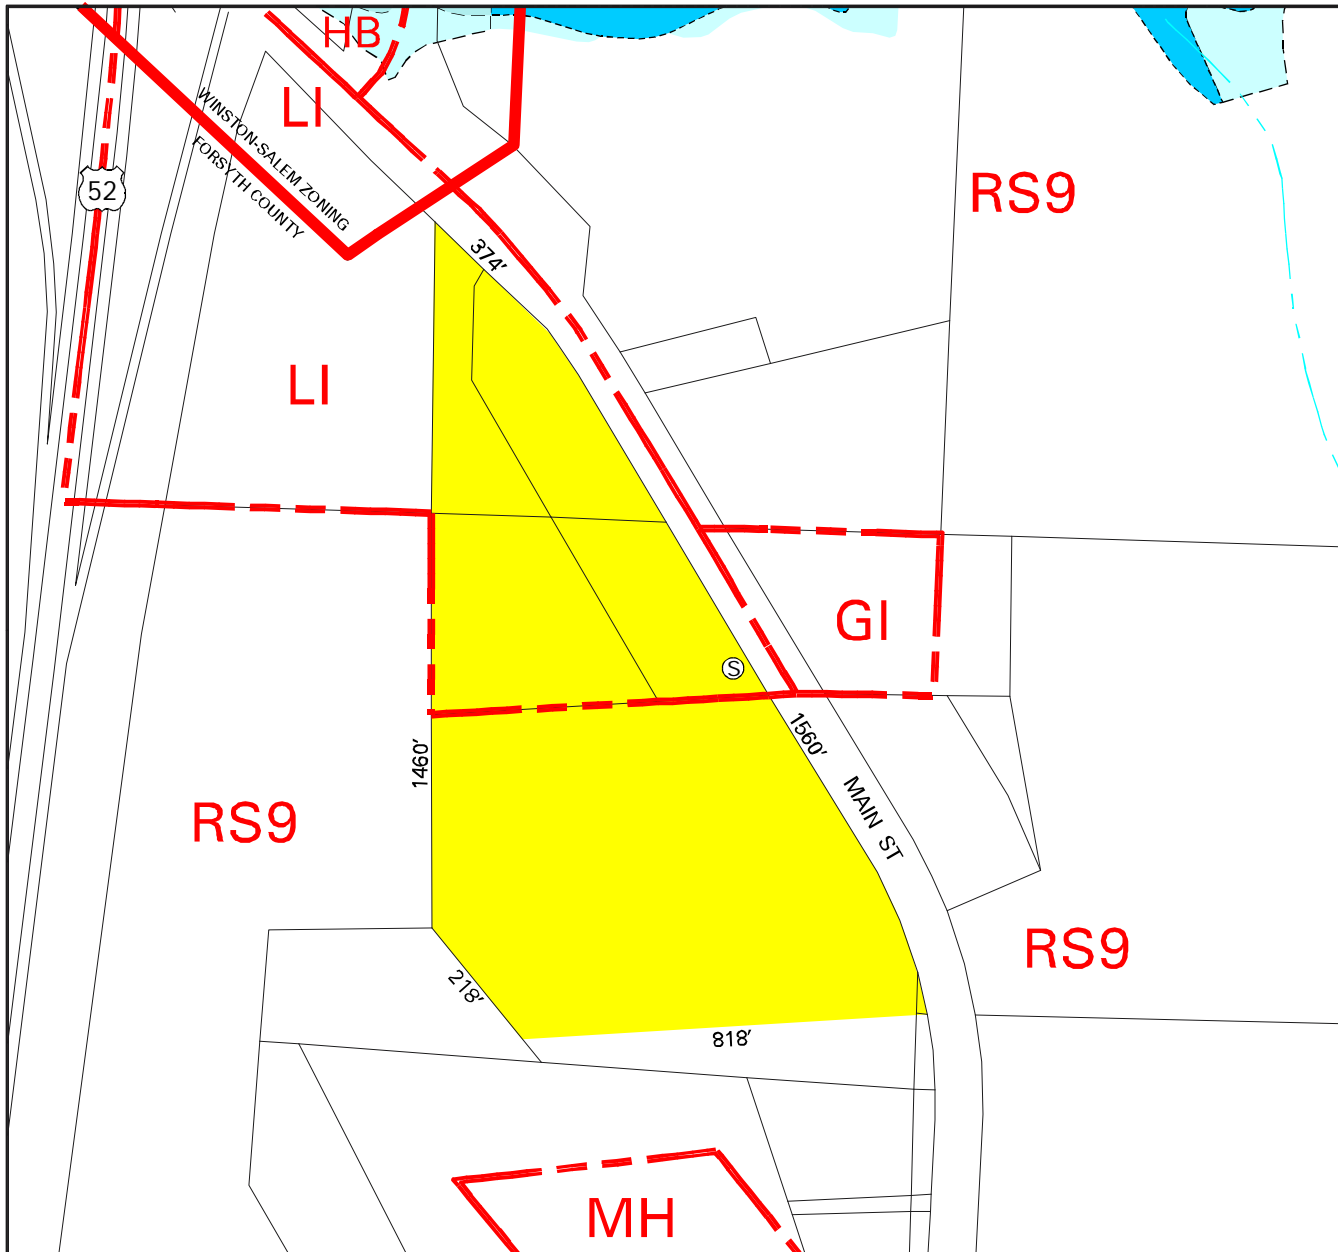 HB
LI
WINSTON-SALEM ZONING
FORSYTH COUNTY
52
RS9
374'
LI
GI
S
1560'
1460'
MAIN ST
RS9
RS9
218'
818'
MH